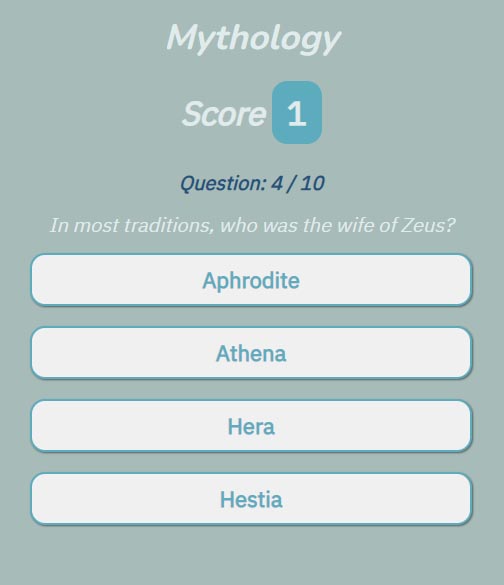 Mythology
Score 1
Question: 4 / 10
In most traditions, who was the wife of Zeus?
Aphrodite
Athena
Hera
Hestia